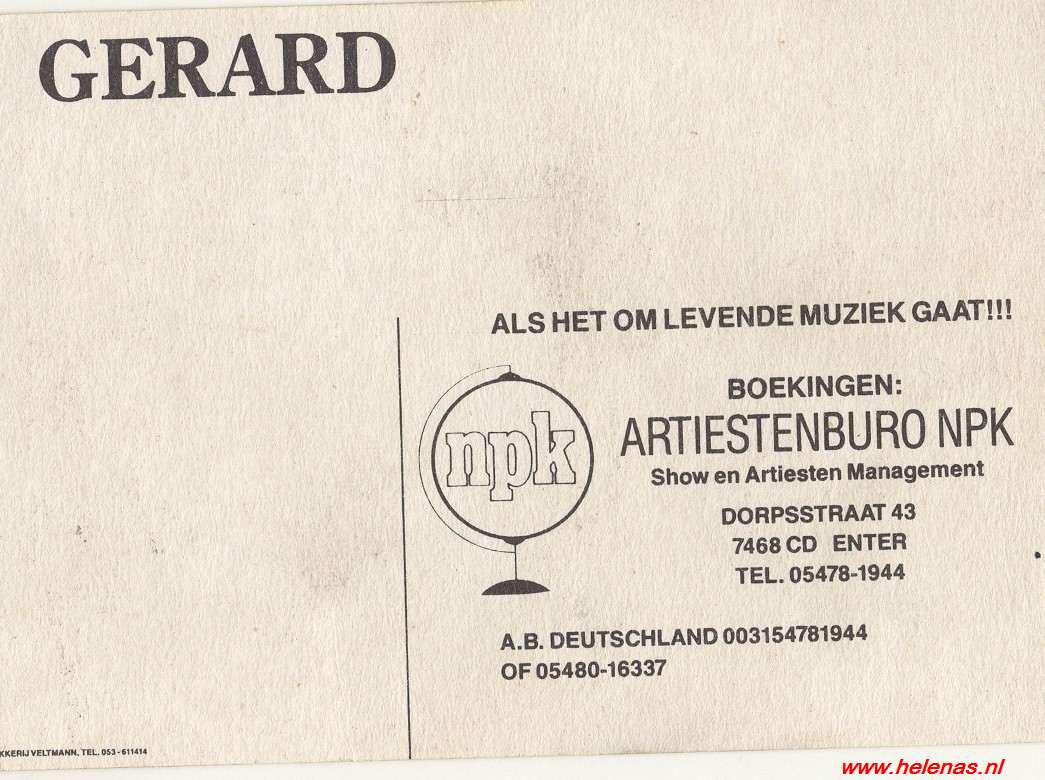 GERARD
ALS HET OM LEVENDE MUZIEK GAAT!!!
npk
BOEKINGEN:
ARTIESTENBURO NPK
Show en Artiesten Management
DORPSSTRAAT 43
7468 CD ENTER
TEL. 05478-1944
A.B. DEUTSCHLAND 003154781944
OF 05480-16337
KKERIJ VELTMANN, TEL. 053-611414
www.helenas.nl